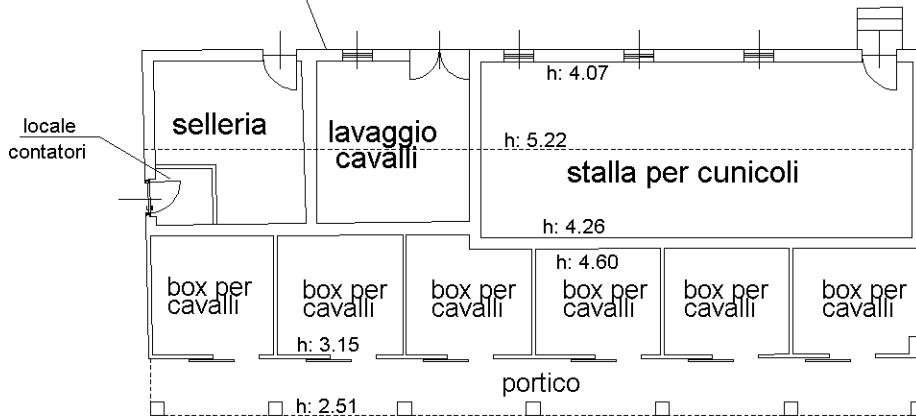 h: 4.07
selleria
lavaggio
cavalli
locale
contatori
h: 5.22
stalla per cunicoli
h: 4.26
h: 4.60
box per
cavalli
box per
cavalli
box per
cavalli
box per
cavalli
box per
cavalli
box per
cavalli
h: 3.15
portico
h: 2.51